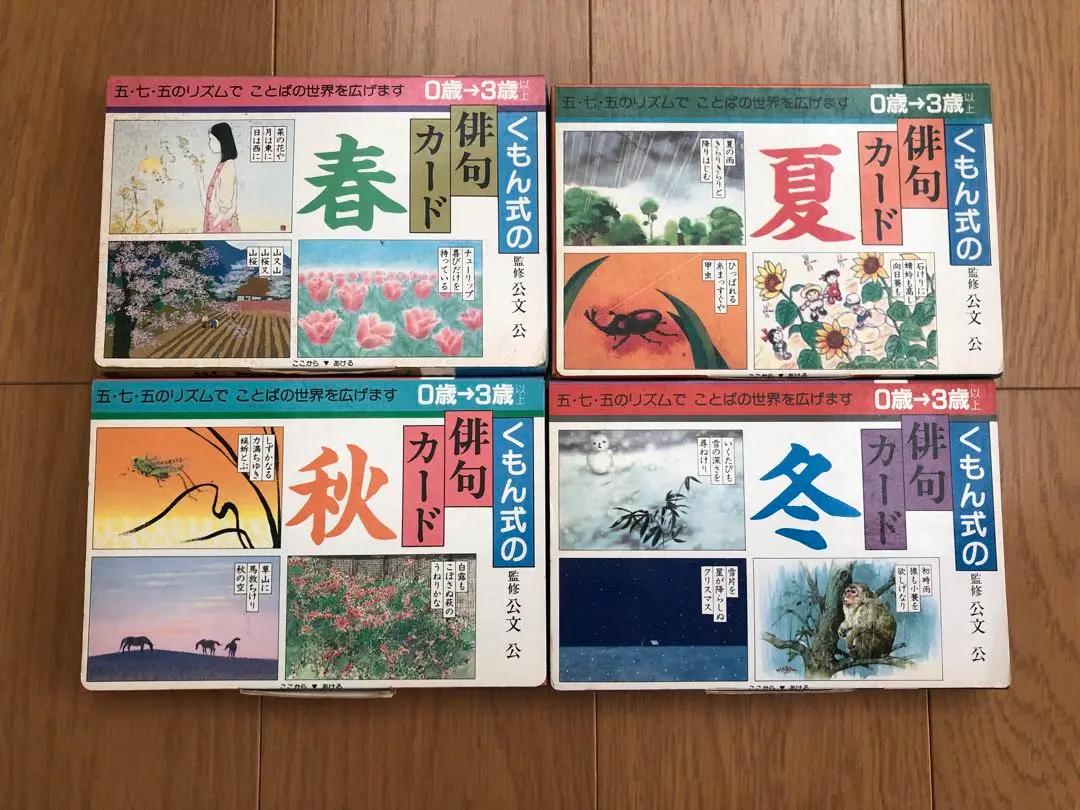 五・七・五のリズムで ことばの世界を広げます
0歳→3歳以上
くもん式の
俳句
カード
春
監修 公文 公
菜の花や
月は東に
日は西に
山又山
山桜又
山桜
チューリップ
喜びだけを
持っている
ここから▼あける
五・七・五のリズムで ことばの世界を広げます
0歳→3歳以上
くもん式の
俳句
カード
夏
監修 公文 公
夏の雨
きらりきらりと
降りはじむ
ひっぱれる
糸まっすぐや
甲虫
石けりに
蜻蛉も高し
向日葵も
ここから▼あける
五・七・五のリズムで ことばの世界を広げます
0歳→3歳以上
くもん式の
俳句
カード
秋
監修 公文 公
しずかなる
力満ちゆき
螇蚸とぶ
草山に
馬放ちけり
秋の空
白露も
こぼさぬ萩の
うねりかな
ここから▼あける
五・七・五のリズムで ことばの世界を広げます
0歳→3歳以上
くもん式の
俳句
カード
冬
監修 公文 公
いくたびも
雪の深さを
尋ねけり
雪片を
星が降らしぬ
クリスマス
初時雨
猿も小蓑を
欲しげなり
ここから▼あける